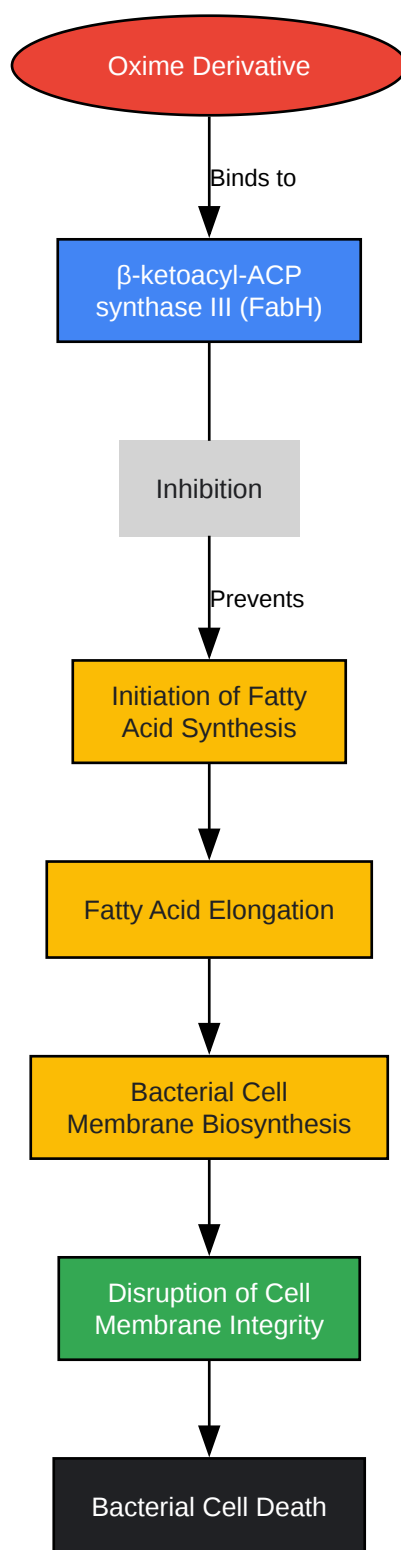 Oxime Derivative
Binds to
β-ketoacyl-ACP
synthase III (FabH)
Inhibition
Prevents
Initiation of Fatty
Acid Synthesis
Fatty Acid Elongation
Bacterial Cell
Membrane Biosynthesis
Disruption of Cell
Membrane Integrity
Bacterial Cell Death